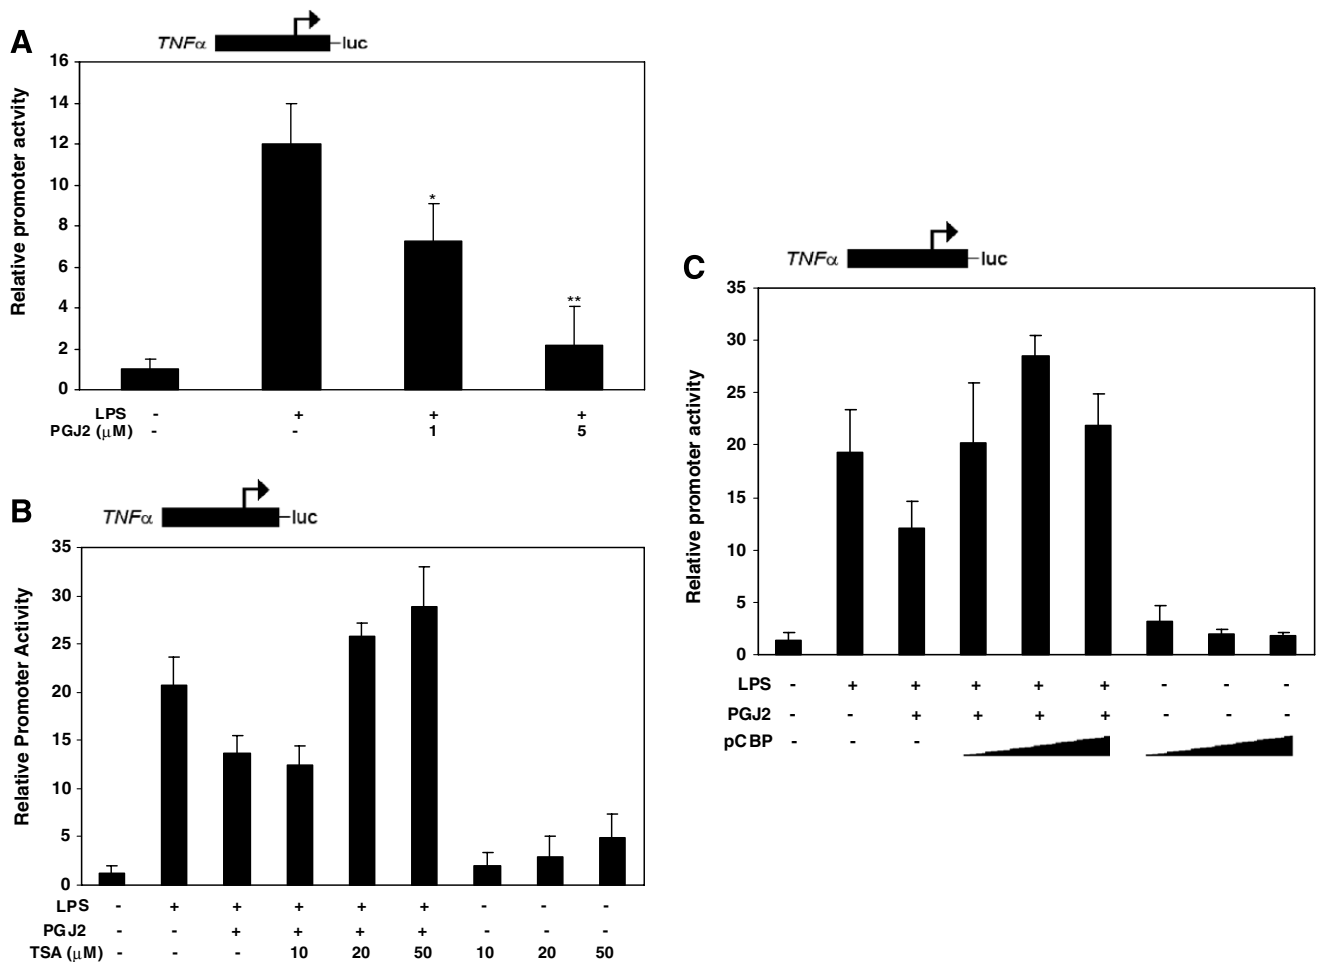 A
TNFα
luc
Relative promoter actvity
16
14
12
10
8
6
4
2
0
*
**
LPS - + + +
PGJ2 (μM) - - 1 5
B
TNFα
luc
Relative Promoter Activity
35
30
25
20
15
10
5
0
LPS - + + + + + - - -
PGJ2 - - + + + + - - -
TSA (μM) - - - 10 20 50 10 20 50
C
TNFα
luc
Relative promoter activity
35
30
25
20
15
10
5
0
LPS - + + + + + - - -
PGJ2 - - + + + + - - -
pCBP - - -